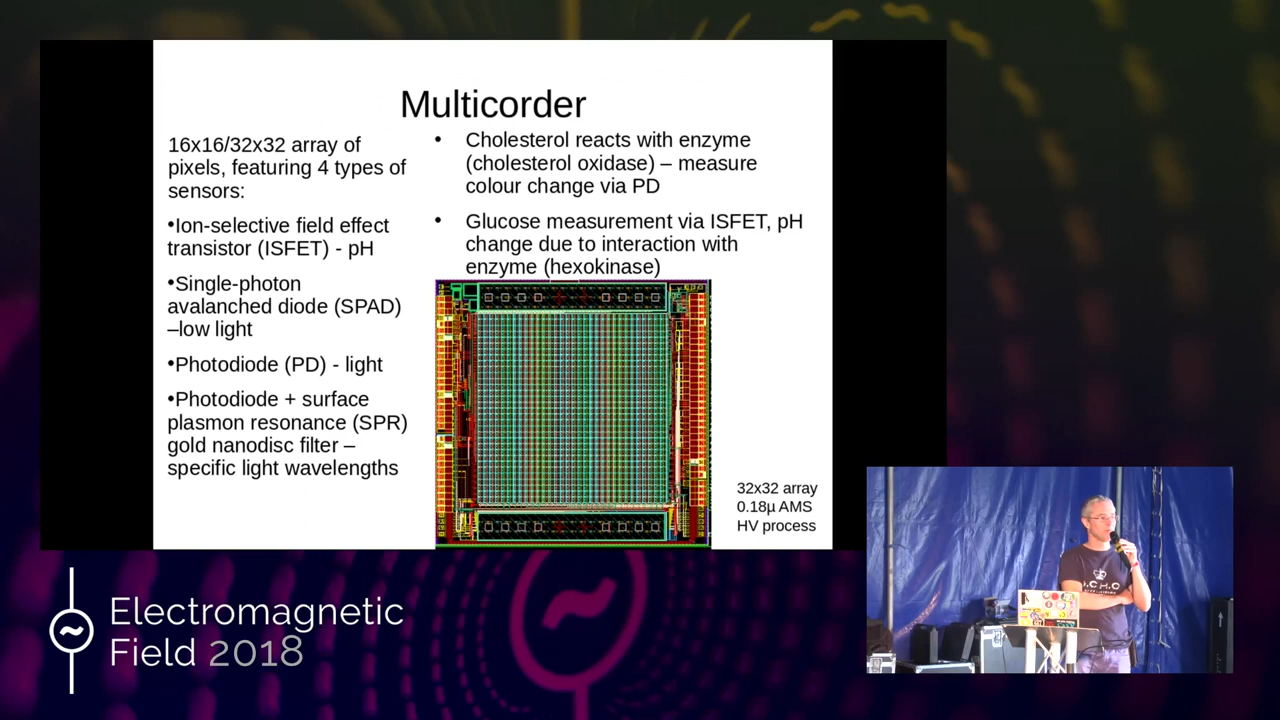 Multicorder
16x16/32x32 array of
pixels, featuring 4 types of
sensors:
•Ion-selective field effect
transistor (ISFET) - pH
•Single-photon
avalanched diode (SPAD)
–low light
•Photodiode (PD) - light
•Photodiode + surface
plasmon resonance (SPR)
gold nanodisc filter –
specific light wavelengths
• Cholesterol reacts with enzyme
(cholesterol oxidase) – measure
colour change via PD
• Glucose measurement via ISFET, pH
change due to interaction with
enzyme (hexokinase)
32x32 array
0.18µ AMS
HV process
Electromagnetic
Field 2018